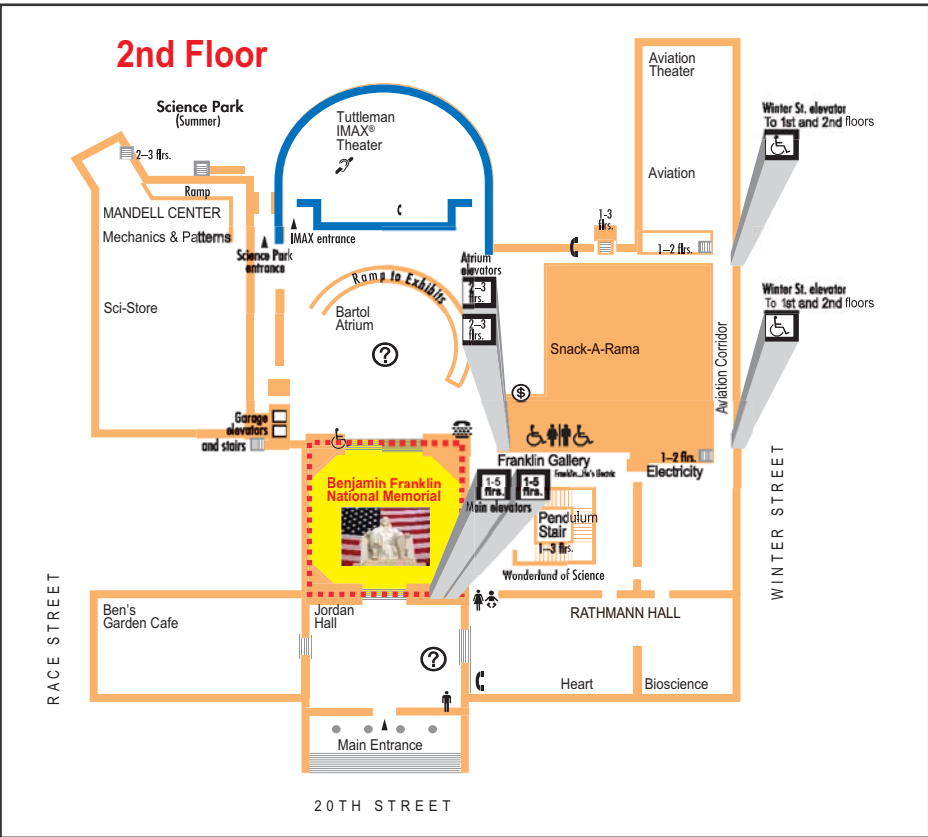 2nd Floor
Science Park
(Summer)
2–3 flrs.
Ramp
MANDELL CENTER
Mechanics & Patterns
Sci-Store
Science Park
entrance
Tuttleman
IMAX®
Theater
IMAX entrance
Ramp to Exhibits
Bartol
Atrium
?
Atrium
elevators
2–3
flrs.
2–3
flrs.
1-3
flrs.
Aviation
Theater
Aviation
1–2 flrs.
Winter St. elevator
To 1st and 2nd floors
Winter St. elevator
To 1st and 2nd floors
Snack-A-Rama
Aviation Corridor
$
Garage
elevators
and stairs
Benjamin Franklin
National Memorial
Franklin Gallery
Franklin...He's Electric
1–2 flrs.
Electricity
1-5
flrs.
1-5
flrs.
Main elevators
Pendulum
Stair
1–3 flrs.
Wonderland of Science
RACE STREET
WINTER STREET
Ben's
Garden Cafe
Jordan
Hall
?
RATHMANN HALL
Heart
Bioscience
Main Entrance
20TH STREET